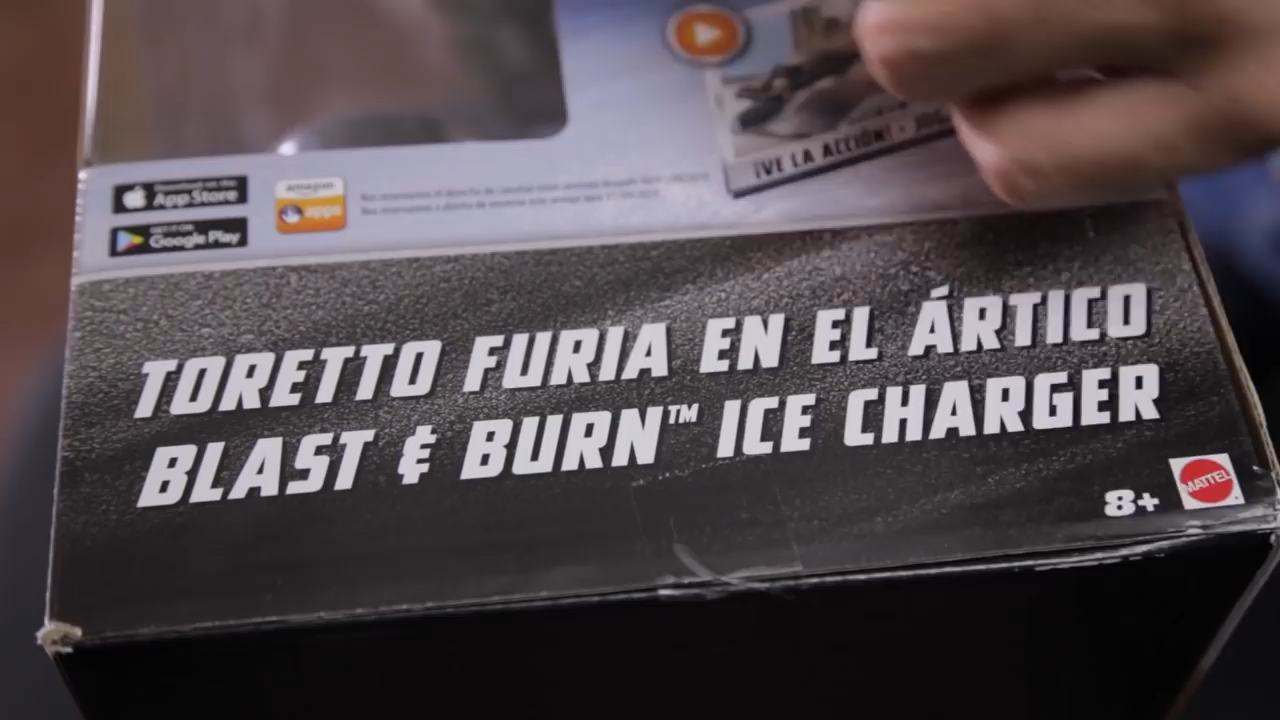 ¡VE LA ACCIÓN!
Download on the
App Store
GET IT ON
Google Play
amazon
apps
TORETTO FURIA EN EL ÁRTICO
BLAST & BURN™ ICE CHARGER
8+
MATTEL